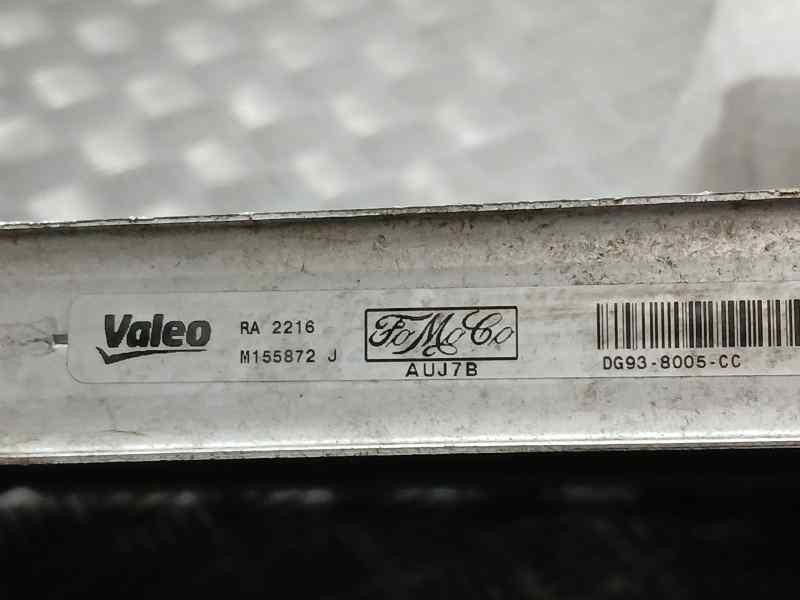 Valeo
RA 2216
M155872 J
FoMoCo
AUJ7B
DG93-8005-CC